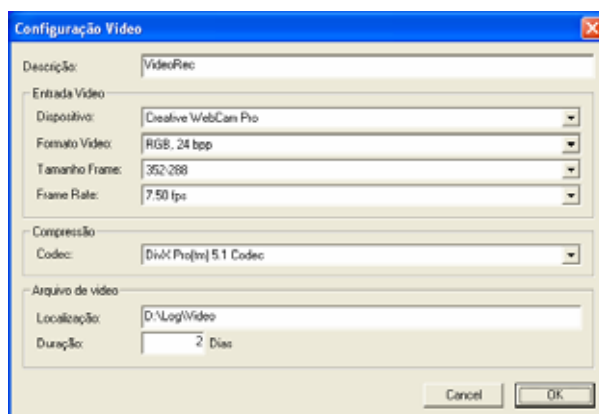 Configuração Video
Descrição: VideoRec
Entrada Video
Dispositivo: Creative WebCam Pro
Formato Video: RGB, 24 bpp
Tamanho Frame: 352-288
Frame Rate: 7.50 fps
Compressão
Codec: DivX Pro(tm) 5.1 Codec
Arquivo de video
Localização: D:\Log\Video
Duração: 2 Dias
Cancel OK